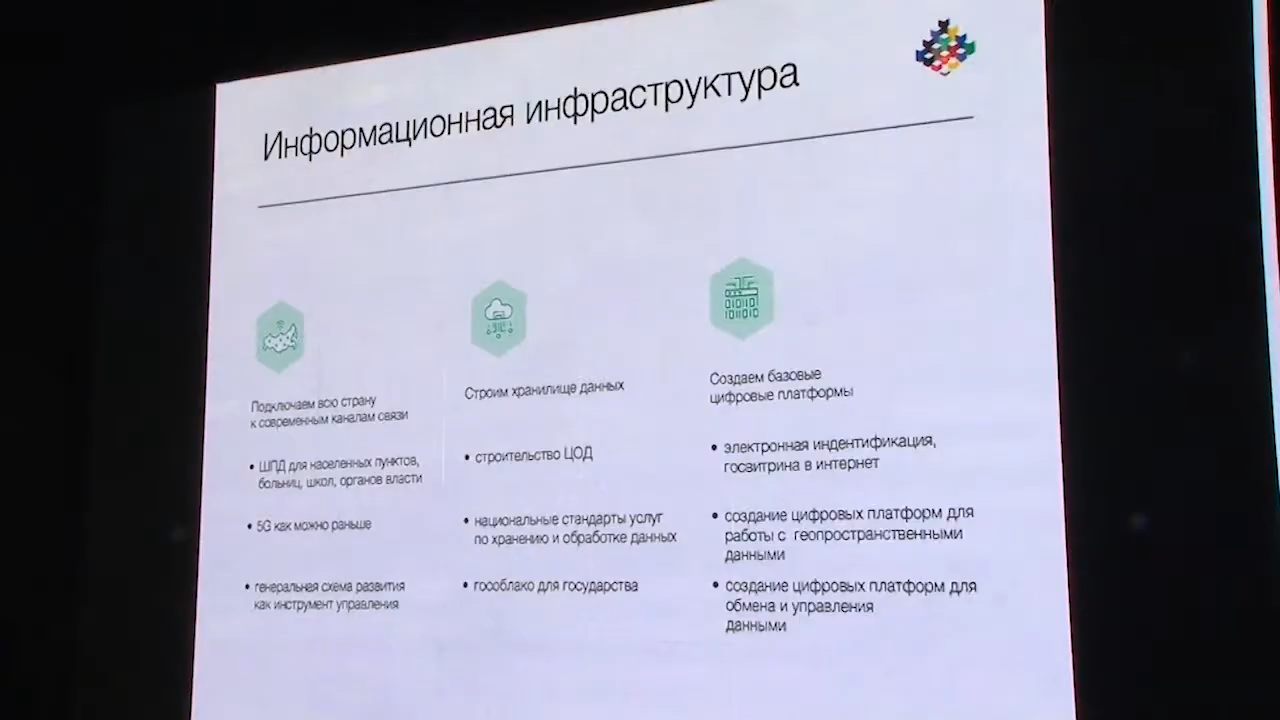 Информационная инфраструктура
Подключаем всю страну
к современным каналам связи
• ШПД для населенных пунктов,
больниц, школ, органов власти
• 5G как можно раньше
• генеральная схема развития
как инструмент управления
Строим хранилище данных
• строительство ЦОД
• национальные стандарты услуг
по хранению и обработке данных
• гособлако для государства
Создаем базовые
цифровые платформы
• электронная индентификация,
госвитрина в интернет
• создание цифровых платформ для
работы с геопространственными
данными
• создание цифровых платформ для
обмена и управления
данными